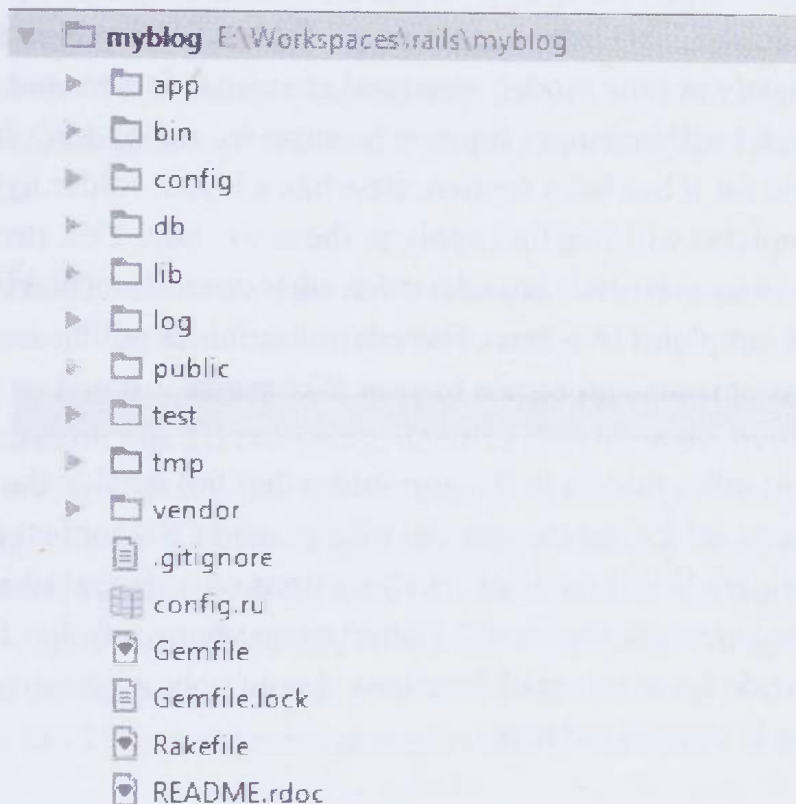 myblog E:\Workspaces\rails\myblog
app
bin
config
db
lib
log
public
test
tmp
vendor
.gitignore
config.ru
Gemfile
Gemfile.lock
Rakefile
README.rdoc